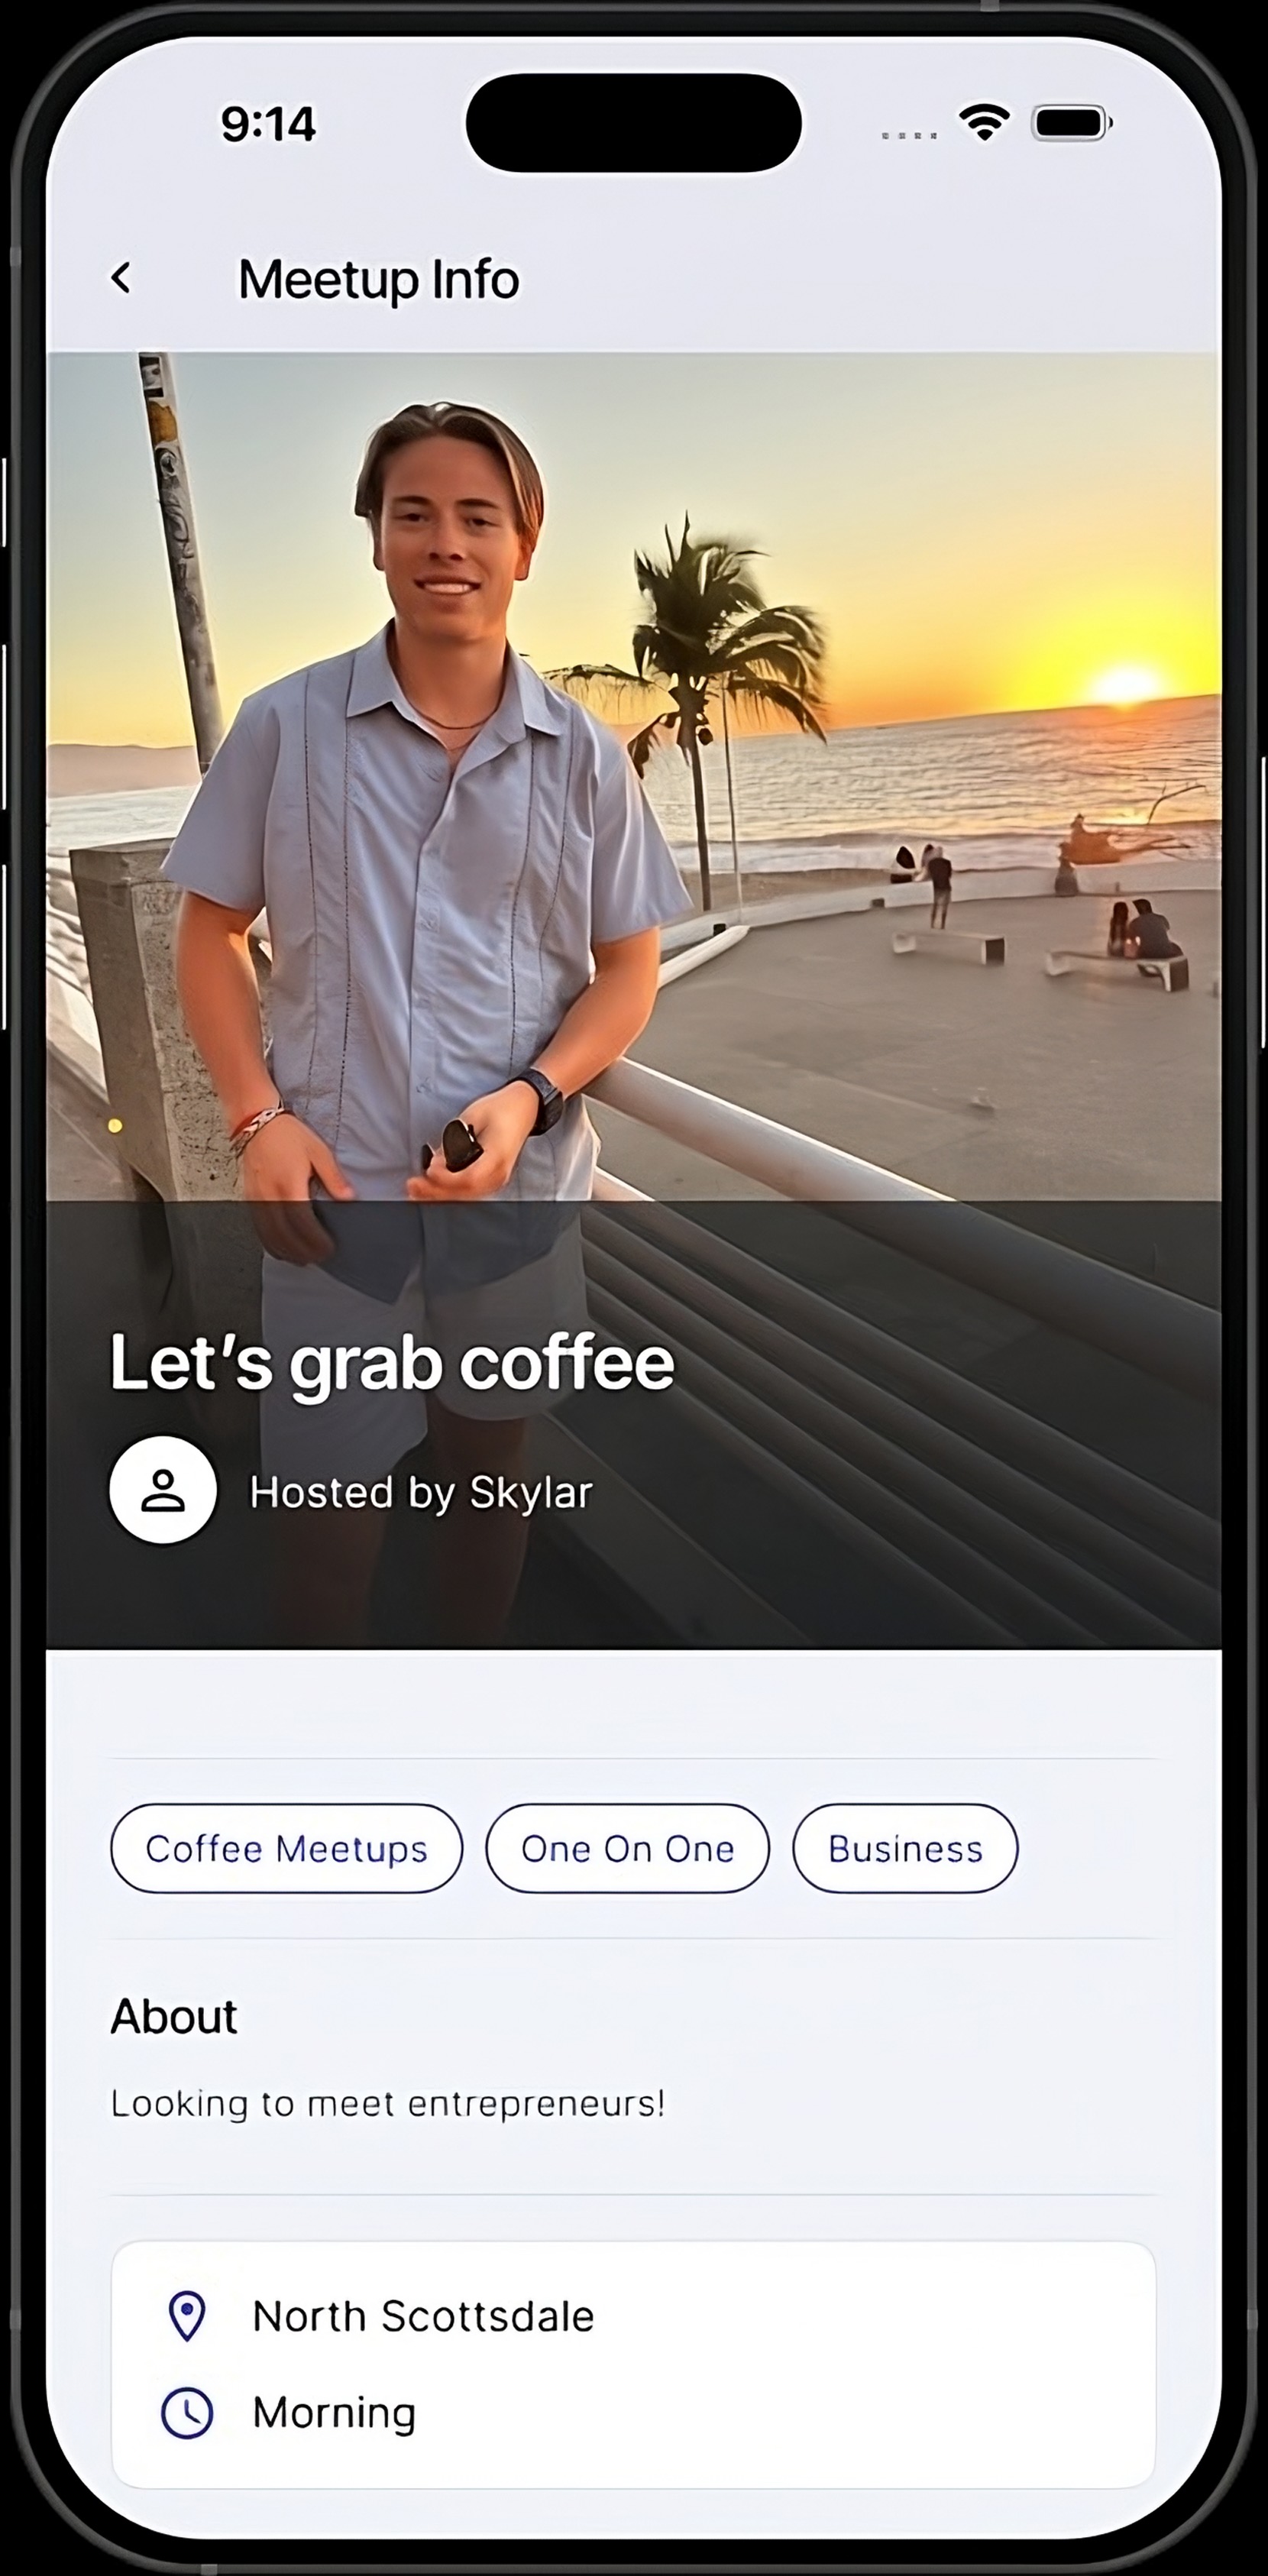 9:14
Meetup Info
Let's grab coffee
Hosted by Skylar
Coffee Meetups One On One Business
About
Looking to meet entrepreneurs!
North Scottsdale
Morning